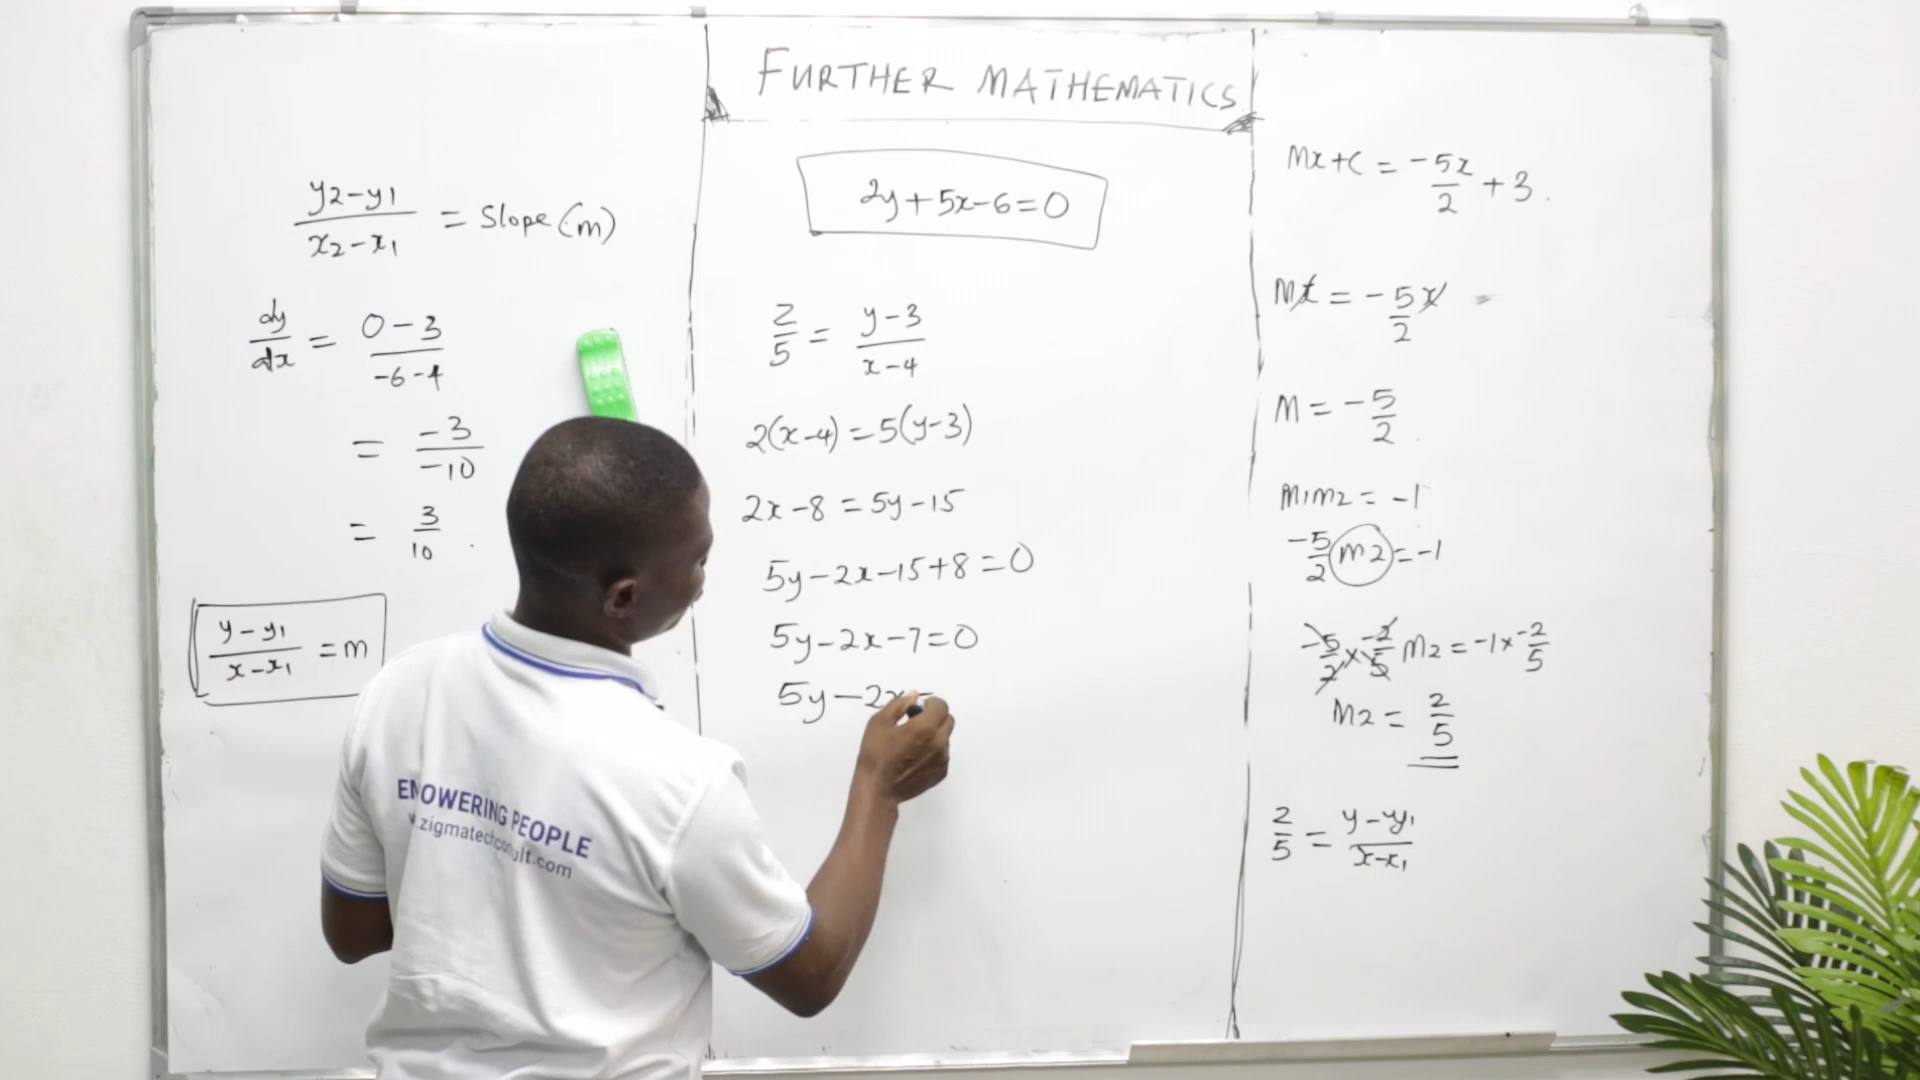 FURTHER MATHEMATICS
y2-y1
x2-x1
= Slope (m)
dy
dx
=
0-3
-6-4
=
-3
-10
=
3
10
.
y-y1
x-x1
=m
2y+5x-6=0
2
5
=
y-3
x-4
2(x-4)=5(y-3)
2x-8=5y-15
5y-2x-15+8=0
5y-2x-7=0
5y-2x
Mx+C = -5x
2
+3.
Mx = -5x
2
M = -5
2
M1M2 = -1
-5
2
M2 = -1
-5
2
x
-2
5
M2 = -1 x -2
5
M2 = 2
5
2
5
=
y-y1
x-x1
EMPOWERING PEOPLE